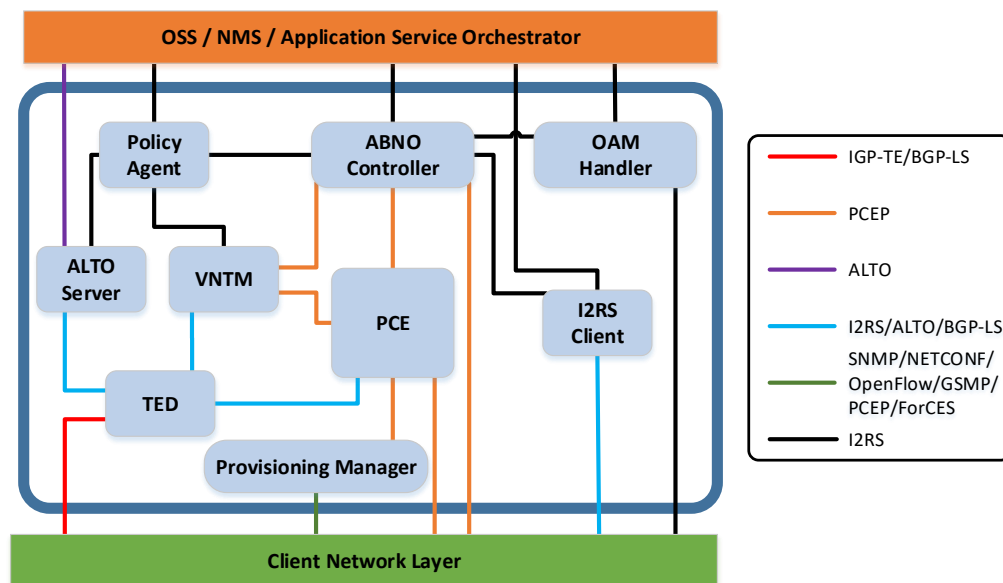 OSS / NMS / Application Service Orchestrator
Policy
Agent
ABNO
Controller
OAM
Handler
ALTO
Server
VNTM
PCE
I2RS
Client
TED
Provisioning Manager
Client Network Layer
IGP-TE/BGP-LS
PCEP
ALTO
I2RS/ALTO/BGP-LS
SNMP/NETCONF/
OpenFlow/GSMP/
PCEP/ForCES
I2RS